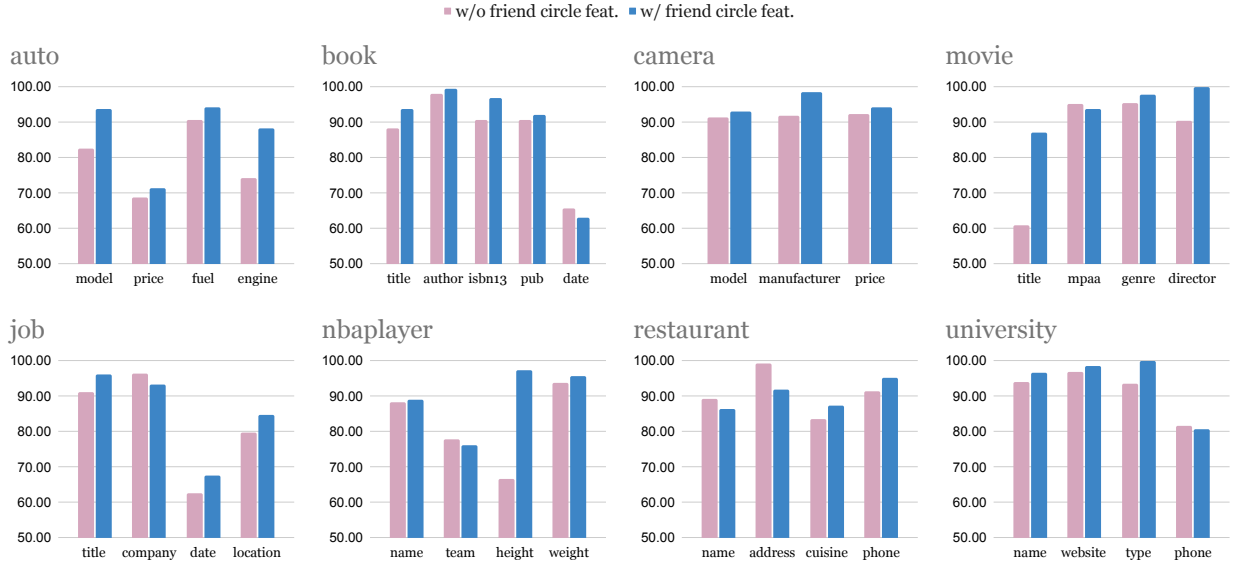 w/o friend circle feat. w/ friend circle feat.
auto
100.00
90.00
80.00
70.00
60.00
50.00
model price fuel engine
book
100.00
90.00
80.00
70.00
60.00
50.00
title author isbn13 pub date
camera
100.00
90.00
80.00
70.00
60.00
50.00
model manufacturer price
movie
100.00
90.00
80.00
70.00
60.00
50.00
title mpaa genre director
job
100.00
90.00
80.00
70.00
60.00
50.00
title company date location
nbaplayer
100.00
90.00
80.00
70.00
60.00
50.00
name team height weight
restaurant
100.00
90.00
80.00
70.00
60.00
50.00
name address cuisine phone
university
100.00
90.00
80.00
70.00
60.00
50.00
name website type phone